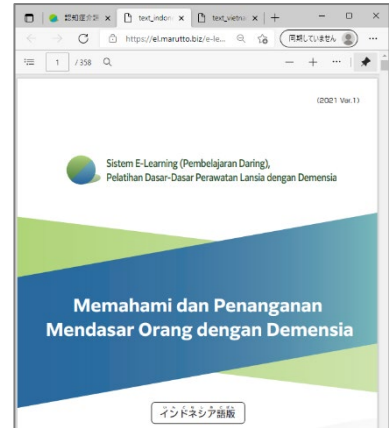 認知症介護
text_indon
text_vietna
https://el.marutto.biz/e-le...
同期していません
1 / 358
(2021 Ver.1)
Sistem E-Learning (Pembelajaran Daring),
Pelatihan Dasar-Dasar Perawatan Lansia dengan Demensia
Memahami dan Penanganan
Mendasar Orang dengan Demensia
インドネシア語版